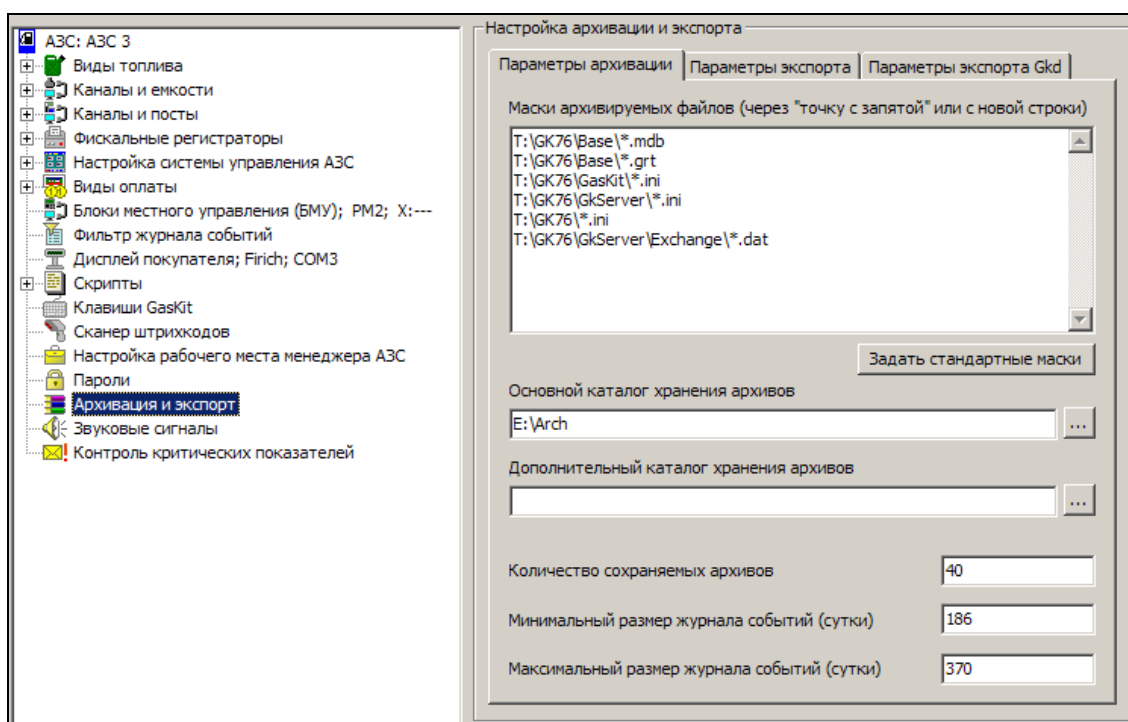 АЗС: АЗС 3
Виды топлива
Каналы и емкости
Каналы и посты
Фискальные регистраторы
Настройка системы управления АЗС
Виды оплаты
Блоки местного управления (БМУ); PM2; X:---
Фильтр журнала событий
Дисплей покупателя; Firich; COM3
Скрипты
Клавиши GasKit
Сканер штрихкодов
Настройка рабочего места менеджера АЗС
Пароли
Архивация и экспорт
Звуковые сигналы
Контроль критических показателей
Настройка архивации и экспорта
Параметры архивации
Параметры экспорта
Параметры экспорта Gkd
Маски архивируемых файлов (через "точку с запятой" или с новой строки)
T:\GK76\Base\*.mdb
T:\GK76\Base\*.grt
T:\GK76\GasKit\*.ini
T:\GK76\GkServer\*.ini
T:\GK76\*.ini
T:\GK76\GkServer\Exchange\*.dat
Задать стандартные маски
Основной каталог хранения архивов
E:\Arch
...
Дополнительный каталог хранения архивов
...
Количество сохраняемых архивов
40
Минимальный размер журнала событий (сутки)
186
Максимальный размер журнала событий (сутки)
370